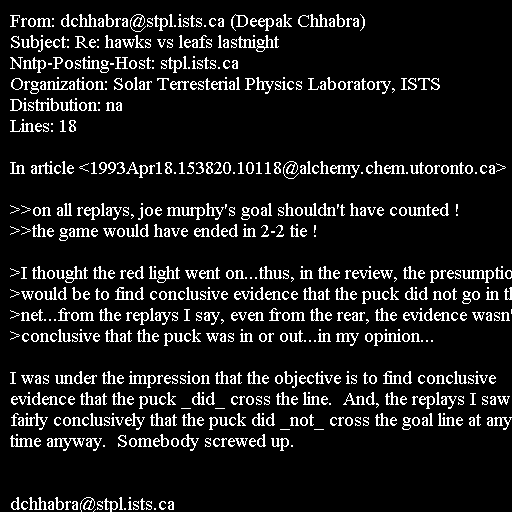 From: dchhabra@stpl.ists.ca (Deepak Chhabra)
Subject: Re: hawks vs leafs lastnight
Nntp-Posting-Host: stpl.ists.ca
Organization: Solar Terresterial Physics Laboratory, ISTS
Distribution: na
Lines: 18

In article <1993Apr18.153820.10118@alchemy.chem.utoronto.ca>

>>on all replays, joe murphy's goal shouldn't have counted !
>>the game would have ended in 2-2 tie !

>I thought the red light went on...thus, in the review, the
>would be to find conclusive evidence that the puck did not go in
>net...from the replays I say, even from the rear, the evidence
>conclusive that the puck was in or out...in my opinion...

I was under the impression that the objective is to find conclusive
evidence that the puck _did_ cross the line.  And, the replays I saw
fairly conclusively that the puck did _not_ cross the goal line at any
time anyway.  Somebody screwed up.

dchhabra@stpl.ists.ca